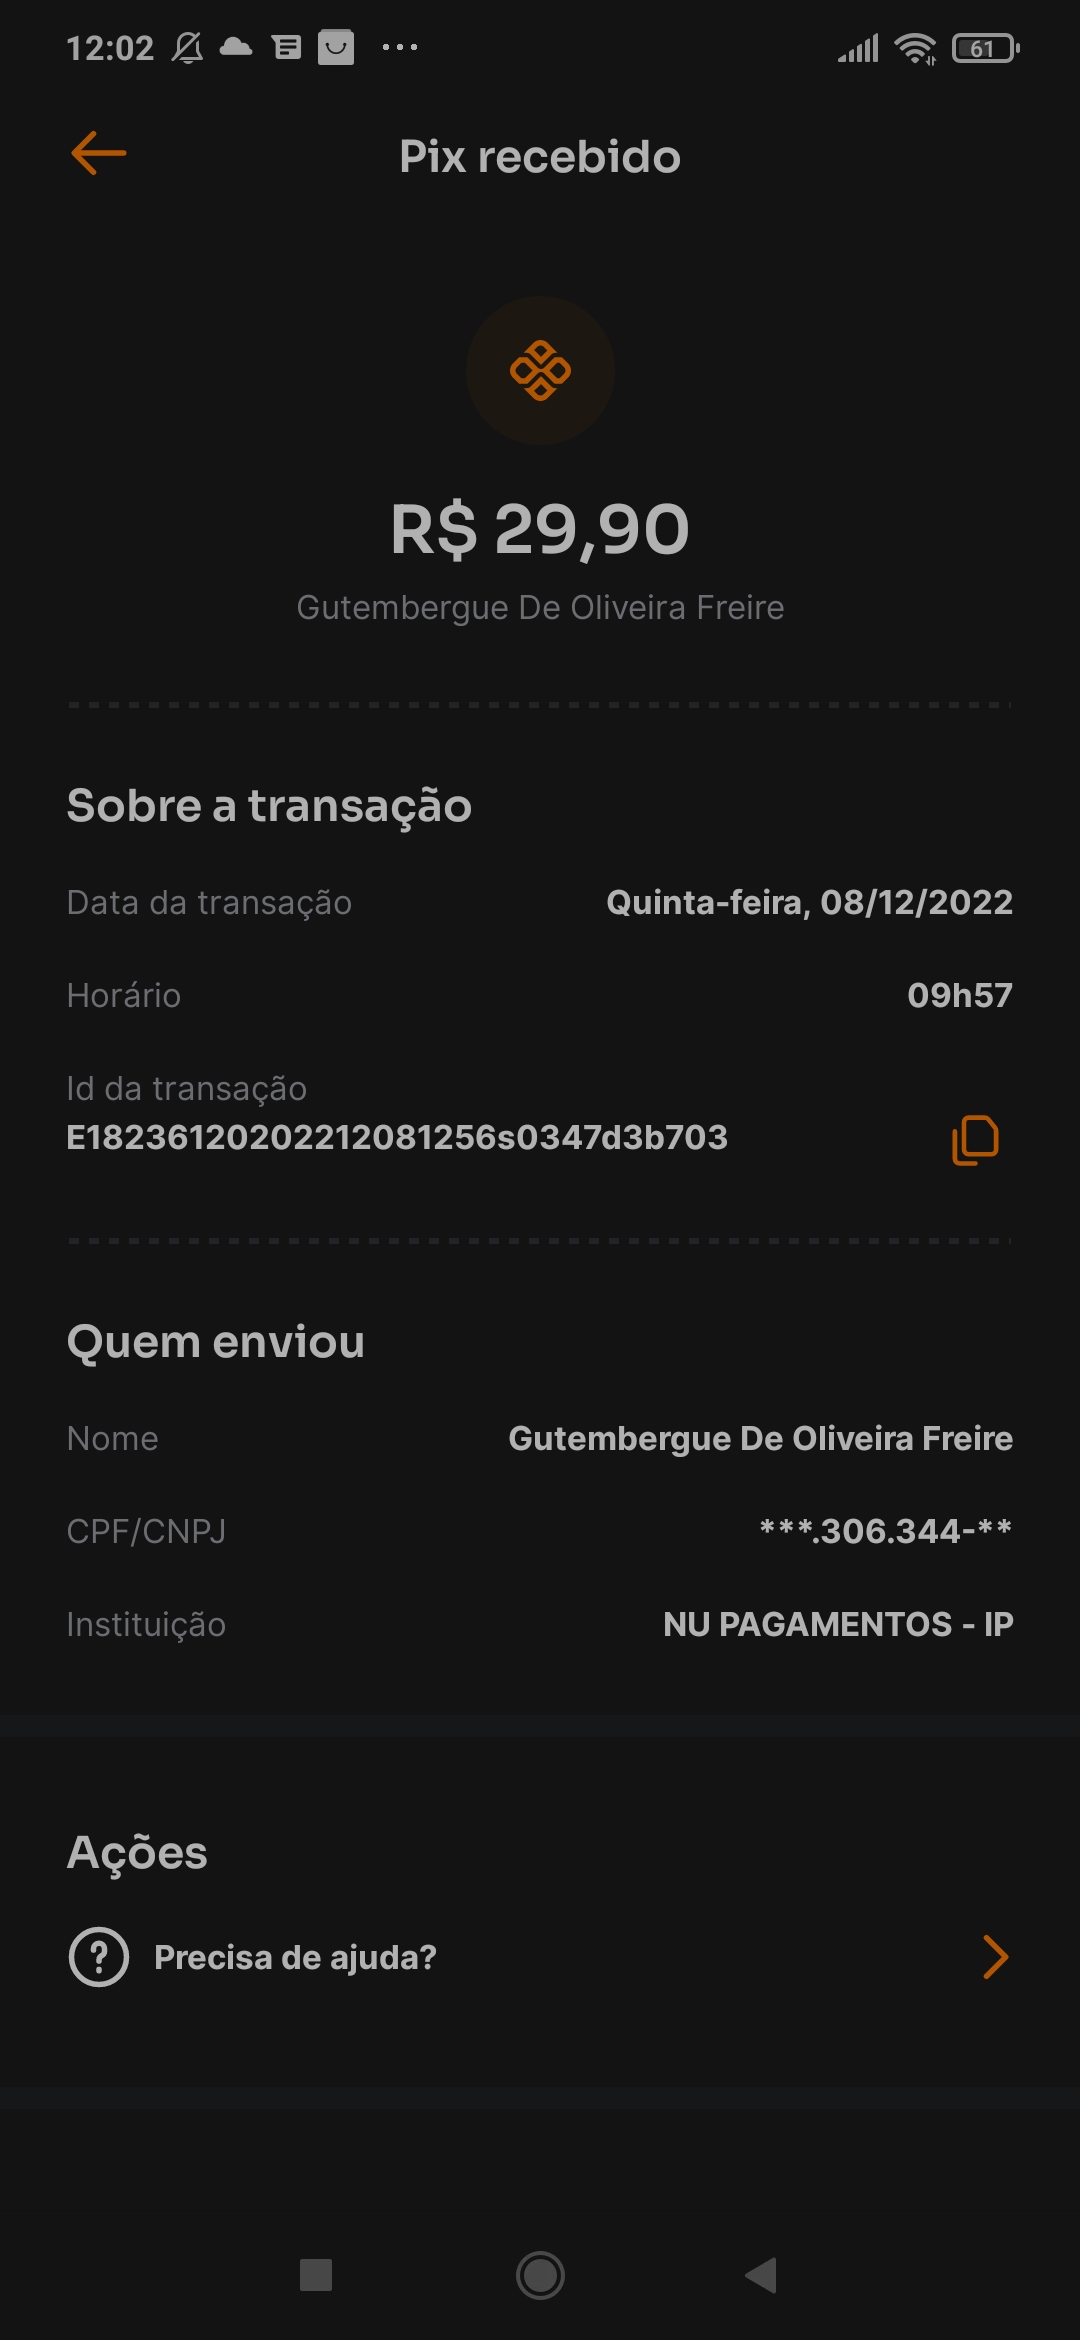 12:02
61
Pix recebido
R$ 29,90
Gutembergue De Oliveira Freire
Sobre a transação
Data da transação Quinta-feira, 08/12/2022
Horário 09h57
Id da transação
E18236120202212081256s0347d3b703
Quem enviou
Nome Gutembergue De Oliveira Freire
CPF/CNPJ ***.306.344-**
Instituição NU PAGAMENTOS - IP
Ações
Precisa de ajuda?